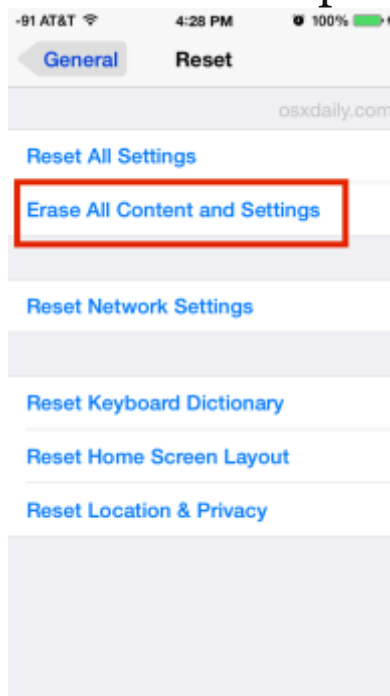 -91 AT&T 4:28 PM 100%
General Reset
osxdaily.com
Reset All Settings
Erase All Content and Settings
Reset Network Settings
Reset Keyboard Dictionary
Reset Home Screen Layout
Reset Location & Privacy